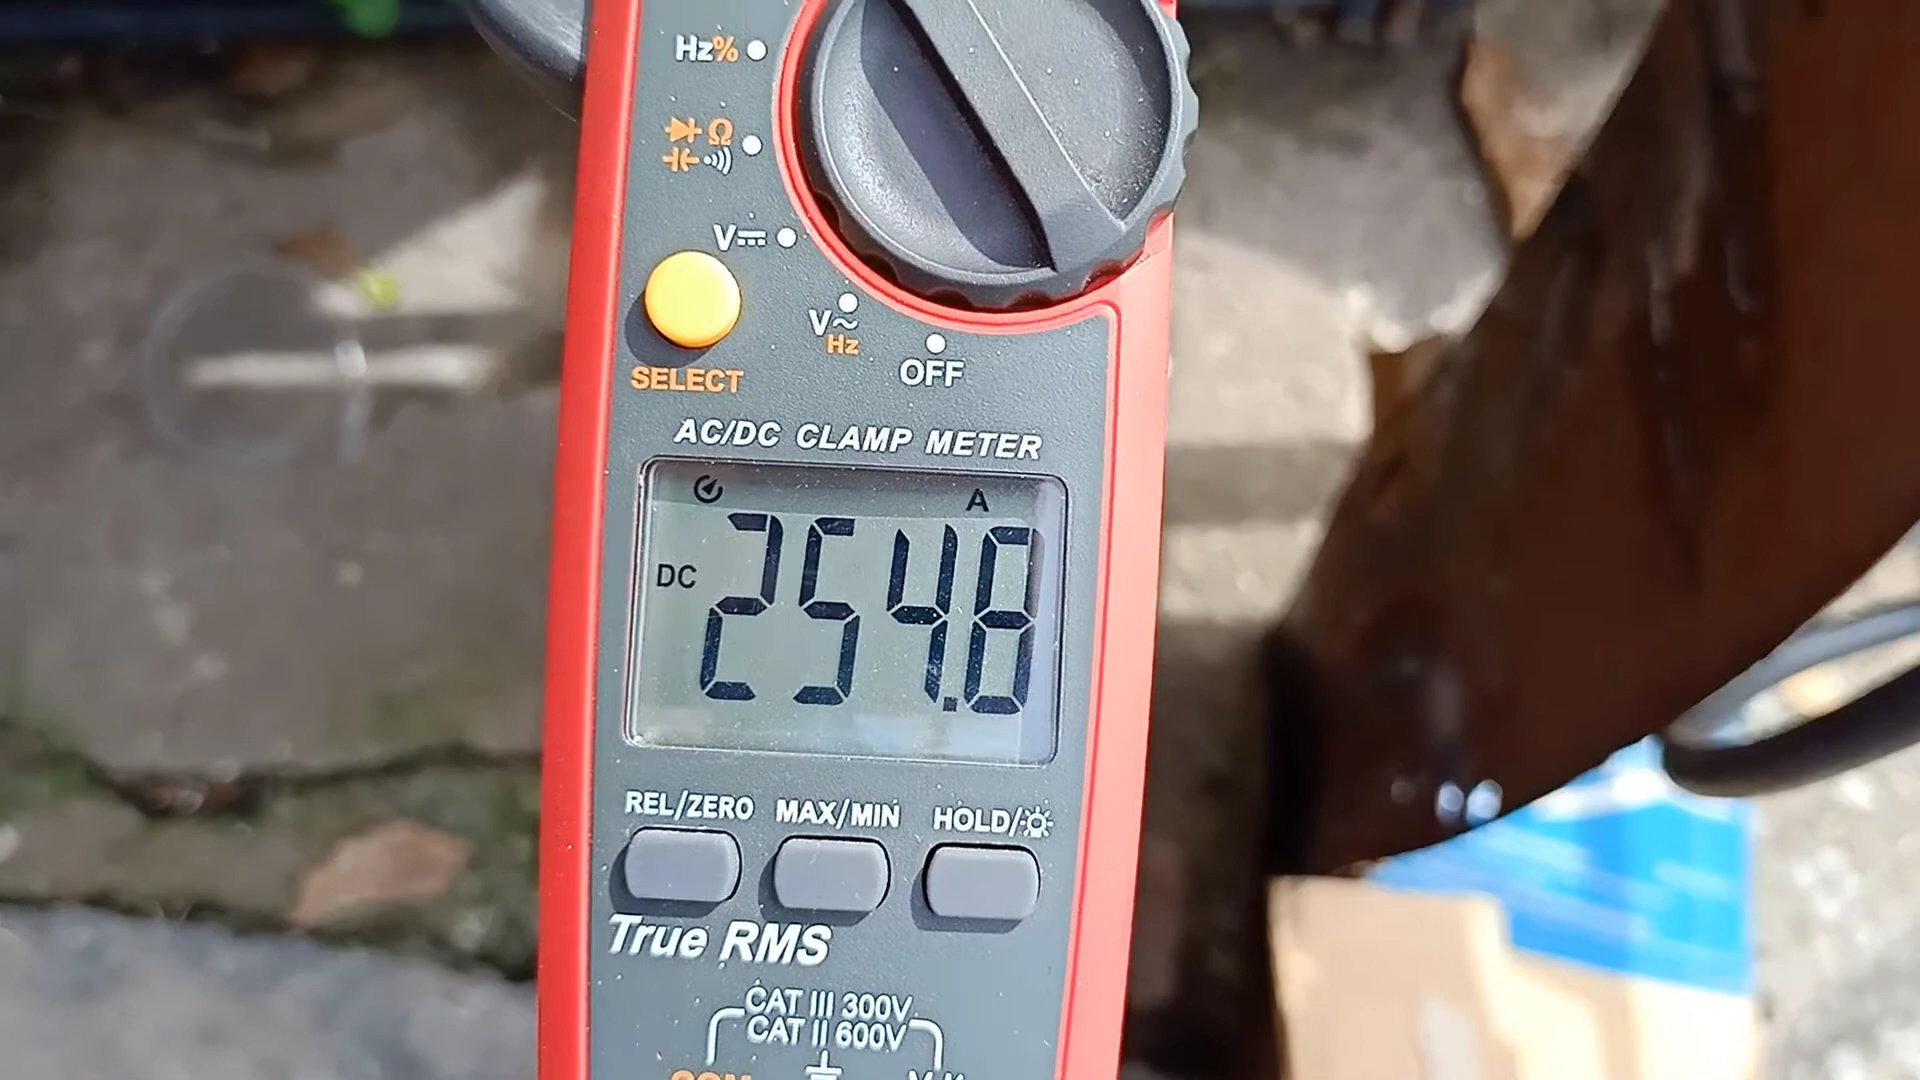 Hz%
Ω
V
V~
Hz
OFF
SELECT
AC/DC CLAMP METER
A
DC
254.8
REL/ZERO MAX/MIN HOLD/
True RMS
CAT III 300V
CAT II 600V